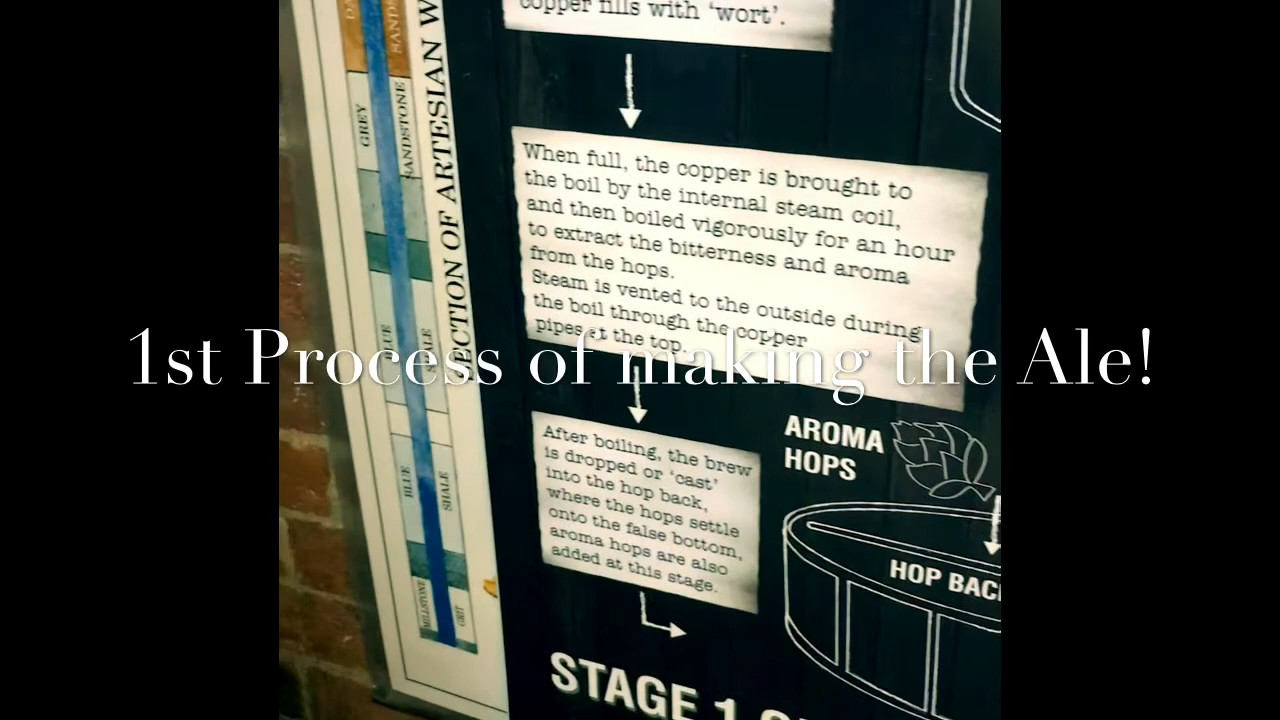 copper fills with 'wort'.
When full, the copper is brought to
the boil by the internal steam coil,
and then boiled vigorously for an hour
to extract the bitterness and aroma
from the hops.
Steam is vented to the outside during
the boil through the copper
pipes at the top.
1st Process of making the Ale!
After boiling, the brew
is dropped or 'cast'
into the hop back,
where the hops settle
onto the false bottom,
aroma hops are also
added at this stage.
AROMA
HOPS
HOP BAC
STAGE 1
SECTION OF ARTESIAN W
GREY
SANDSTONE
BLUE
SHALE
BLUE
SHALE
MILLSTONE
GRIT